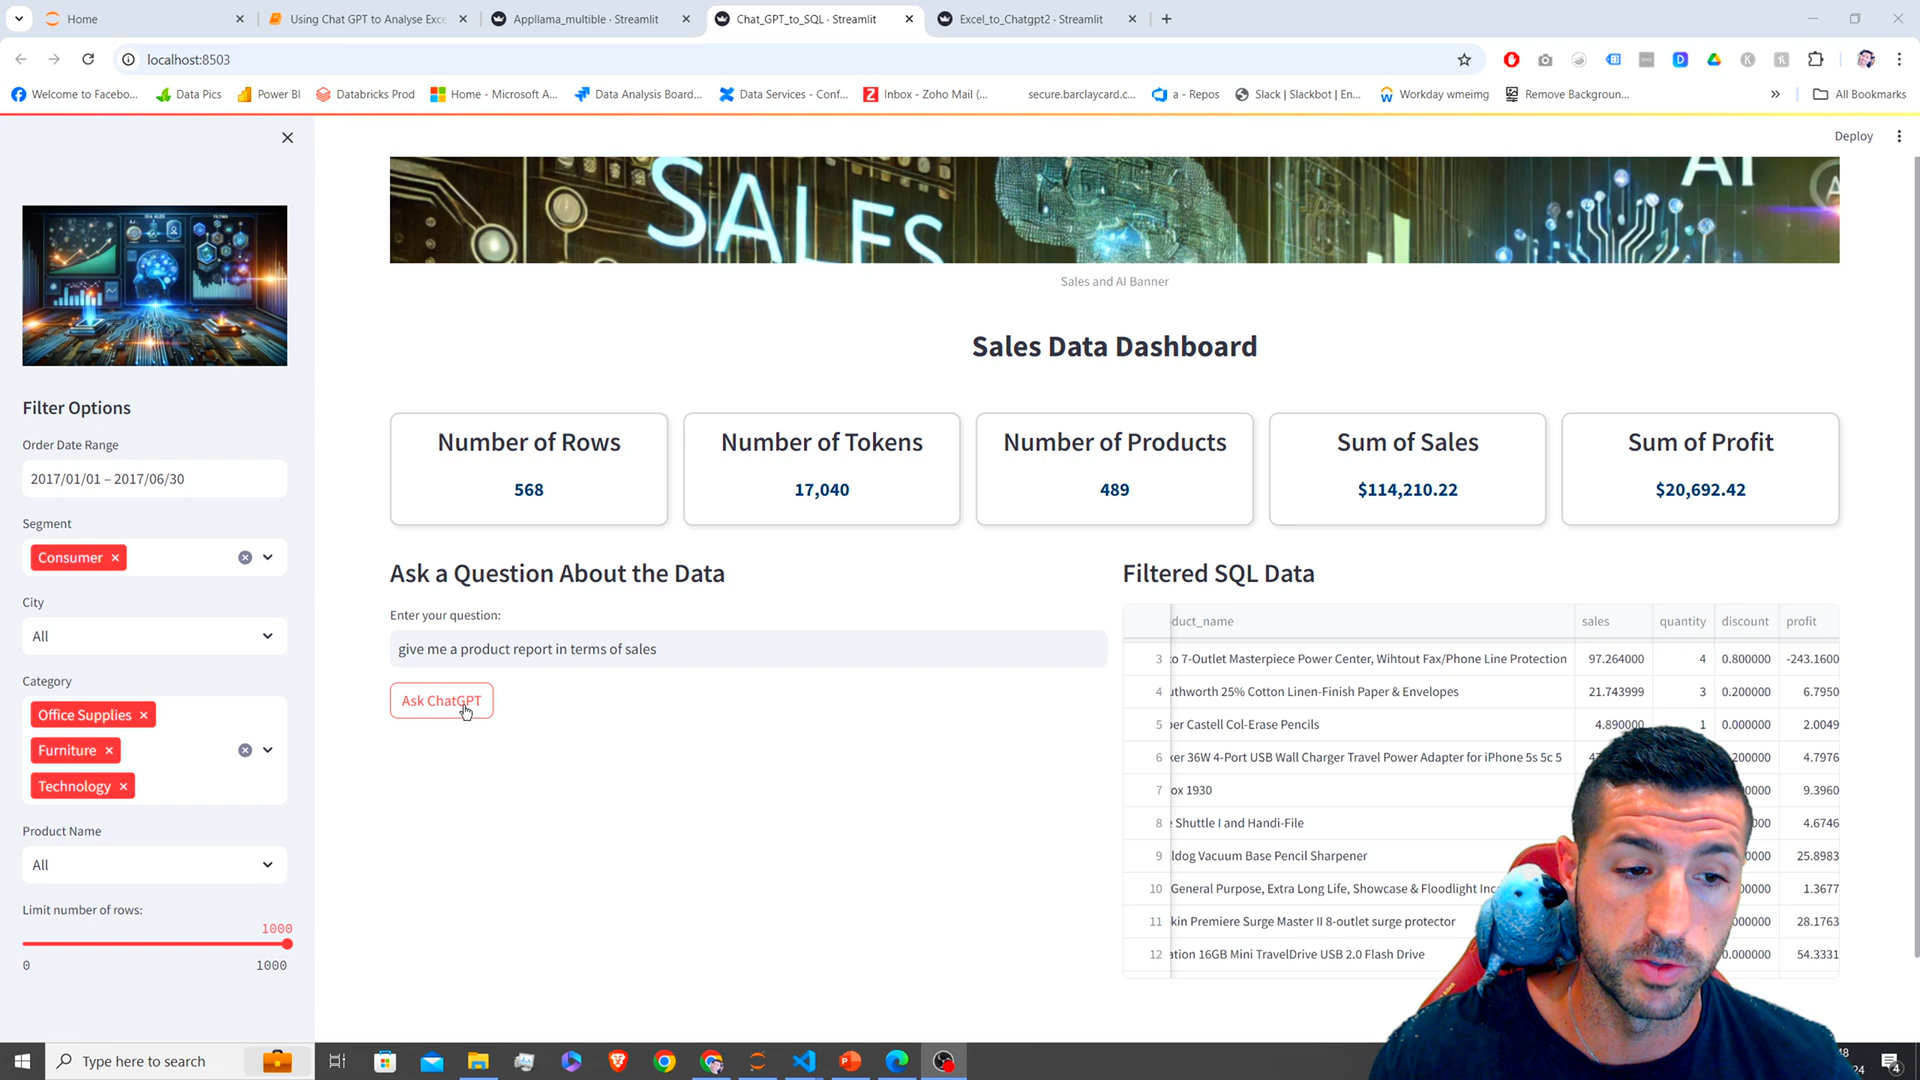 Home
Using Chat GPT to Analyse Exce
Appllama_multible · Streamlit
Chat_GPT_to_SQL · Streamlit
Excel_to_Chatgpt2 · Streamlit
localhost:8503
Welcome to Facebo...
Data Pics
Power BI
Databricks Prod
Home - Microsoft A...
Data Analysis Board...
Data Services - Conf...
Inbox - Zoho Mail (...
secure.barclaycard.c...
a - Repos
Slack | Slackbot | En...
Workday wmeimg
Remove Backgroun...
All Bookmarks
Deploy
SALES
AI
Sales and AI Banner
Sales Data Dashboard
Filter Options
Order Date Range
2017/01/01 – 2017/06/30
Segment
Consumer
City
All
Category
Office Supplies
Furniture
Technology
Product Name
All
Limit number of rows:
1000
0 1000
Number of Rows
568
Number of Tokens
17,040
Number of Products
489
Sum of Sales
$114,210.22
Sum of Profit
$20,692.42
Ask a Question About the Data
Enter your question:
give me a product report in terms of sales
Ask ChatGPT
Filtered SQL Data
duct_name sales quantity discount profit
3 to 7-Outlet Masterpiece Power Center, Wihtout Fax/Phone Line Protection 97.264000 4 0.800000 -243.1600
4 uthworth 25% Cotton Linen-Finish Paper & Envelopes 21.743999 3 0.200000 6.7950
5 er Castell Col-Erase Pencils 4.890000 1 0.000000 2.0049
6 ker 36W 4-Port USB Wall Charger Travel Power Adapter for iPhone 5s 5c 5 200000 4.7976
7 ox 1930 0000 9.3960
8 e Shuttle I and Handi-File 0000 4.6746
9 ldog Vacuum Base Pencil Sharpener 0000 25.8983
10 General Purpose, Extra Long Life, Showcase & Floodlight Inc 0000 1.3677
11 kin Premiere Surge Master II 8-outlet surge protector 000000 28.1763
12 ation 16GB Mini TravelDrive USB 2.0 Flash Drive 0.000000 54.3331
Type here to search
48
24
4